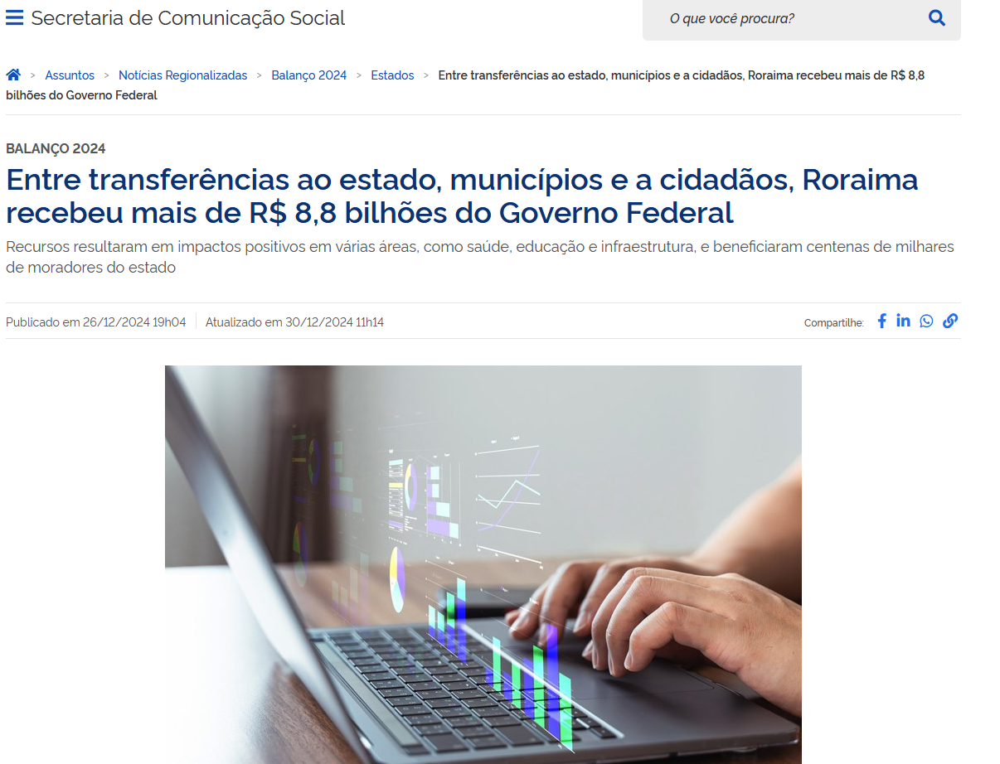 Secretaria de Comunicação Social
O que você procura?
> Assuntos > Notícias Regionalizadas > Balanço 2024 > Estados > Entre transferências ao estado, municípios e a cidadãos, Roraima recebeu mais de R$ 8,8
bilhões do Governo Federal
BALANÇO 2024
Entre transferências ao estado, municípios e a cidadãos, Roraima
recebeu mais de R$ 8,8 bilhões do Governo Federal
Recursos resultaram em impactos positivos em várias áreas, como saúde, educação e infraestrutura, e beneficiaram centenas de milhares
de moradores do estado
Publicado em 26/12/2024 19h04 Atualizado em 30/12/2024 11h14
Compartilhe: